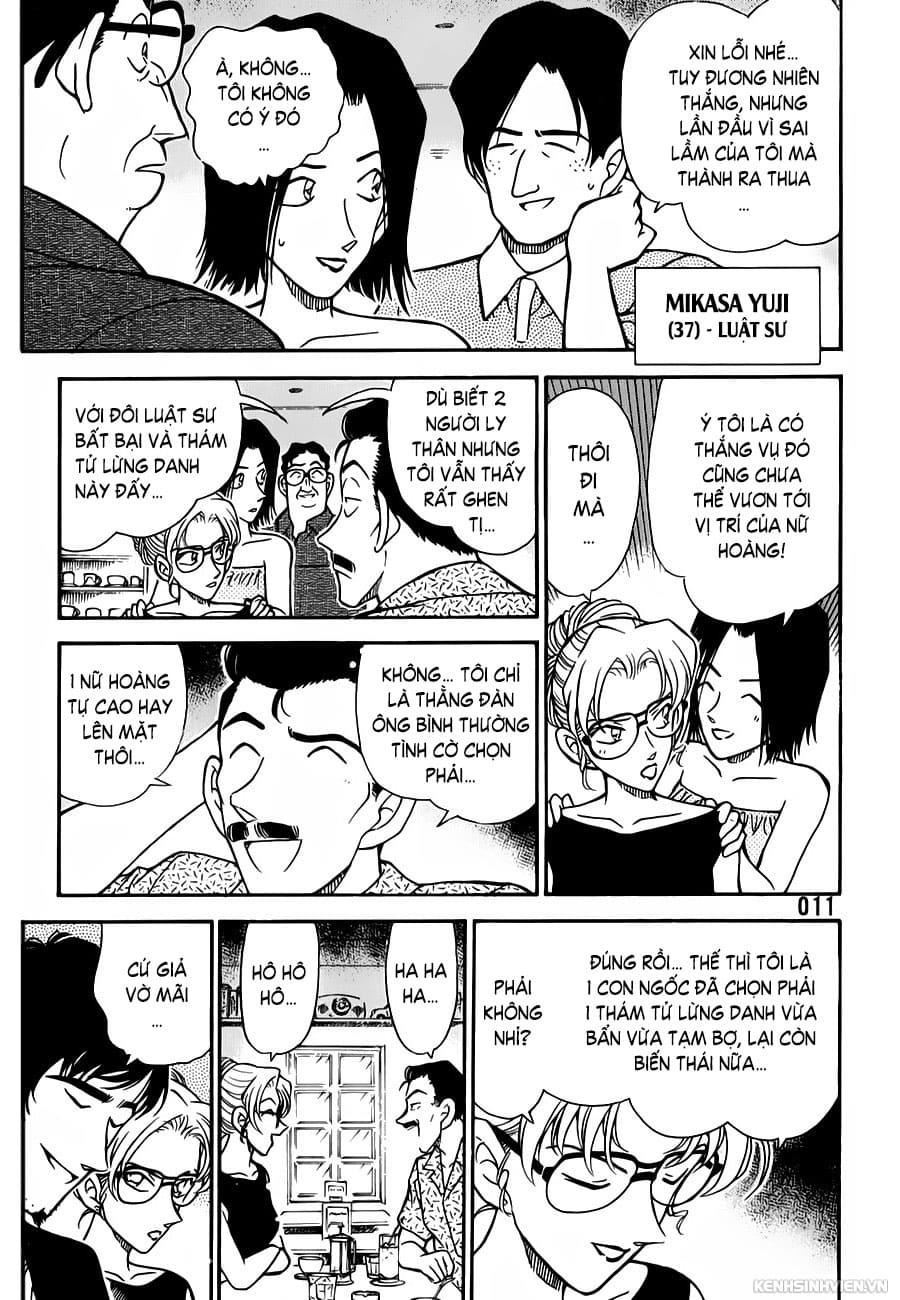 XIN LỖI NHÉ...
TUY ĐƯƠNG NHIÊN
THẮNG, NHƯNG
LẦN ĐẦU VÌ SAI
LẦM CỦA TÔI MÀ
THÀNH RA THUA
...
À, KHÔNG...
TÔI KHÔNG
CÓ Ý ĐÓ
...
MIKASA YUJI
(37) - LUẬT SƯ
Ý TÔI LÀ CÓ
THẮNG VỤ ĐÓ
CŨNG CHƯA
THỂ VƯƠN TỚI
VỊ TRÍ CỦA NỮ
HOÀNG!
THÔI
ĐI
MÀ
...
DÙ BIẾT 2
NGƯỜI LY
THÂN NHƯNG
TÔI VẪN THẤY
RẤT GHEN
TỊ...
VỚI ĐÔI LUẬT SƯ
BẤT BẠI VÀ THÁM
TỬ LỪNG DANH
NÀY ĐẤY...
KHÔNG... TÔI CHỈ
LÀ THẰNG ĐÀN
ÔNG BÌNH THƯỜNG
TÌNH CỜ CHỌN
PHẢI...
1 NỮ HOÀNG
TỰ CAO HAY
LÊN MẶT
THÔI.
011
ĐÚNG RỒI... THẾ THÌ TÔI LÀ
1 CON NGỐC ĐÃ CHỌN PHẢI
1 THÁM TỬ LỪNG DANH VỪA
BẨN VỪA TẠM BỢ, LẠI CÒN
BIẾN THÁI NỮA...
PHẢI
KHÔNG
NHỈ?
HA HA
HA...
HÔ HÔ
HÔ...
CỨ GIẢ
VỜ MÃI
...
KENHSINHVIEN.VN